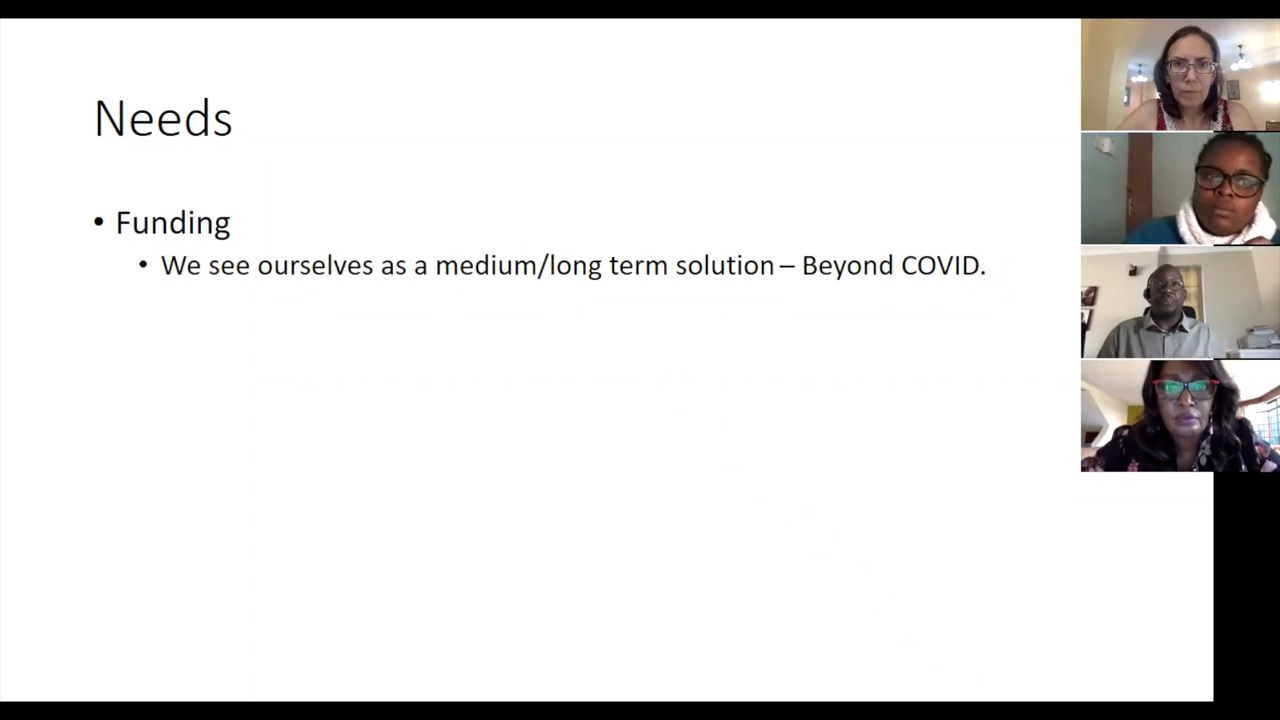 Needs
• Funding
• We see ourselves as a medium/long term solution – Beyond COVID.